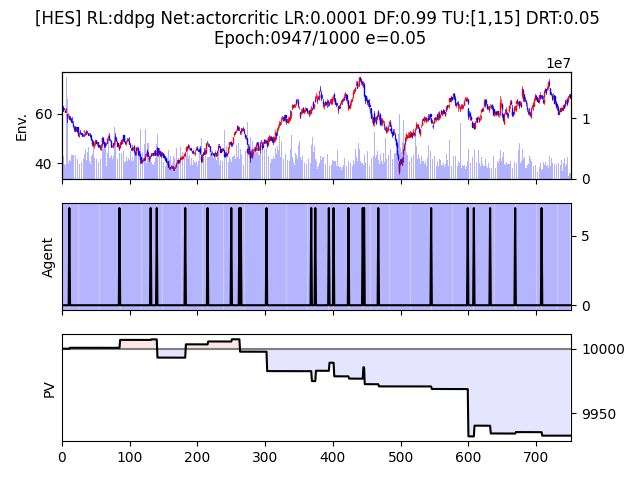 [HES] RL:ddpg Net:actorcritic LR:0.0001 DF:0.99 TU:[1,15] DRT:0.05
Epoch:0947/1000 e=0.05
1e7
Env.
60
40
1
0
Agent
5
0
PV
10000
9950
0 100 200 300 400 500 600 700